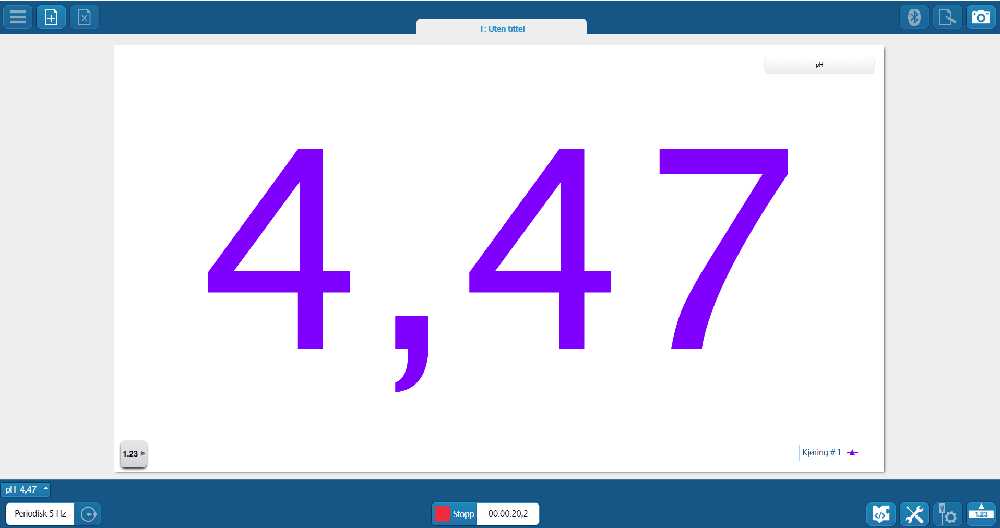 1: Uten tittel
pH
4,47
1.23
Kjøring # 1
pH 4,47
Periodisk 5 Hz
Stopp
00:00:20,2
1.23